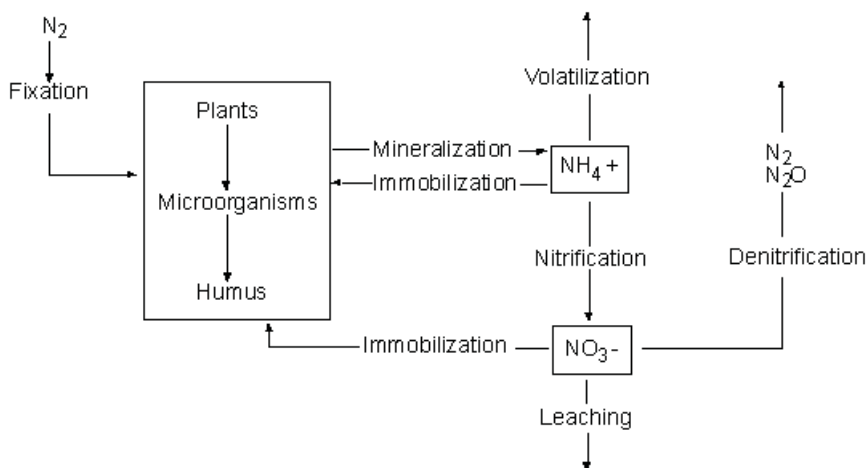 N₂
Fixation
Plants
Microorganisms
Humus
Mineralization
Immobilization
Volatilization
NH₄+
Nitrification
N₂
N₂O
Denitrification
Immobilization
NO₃-
Leaching